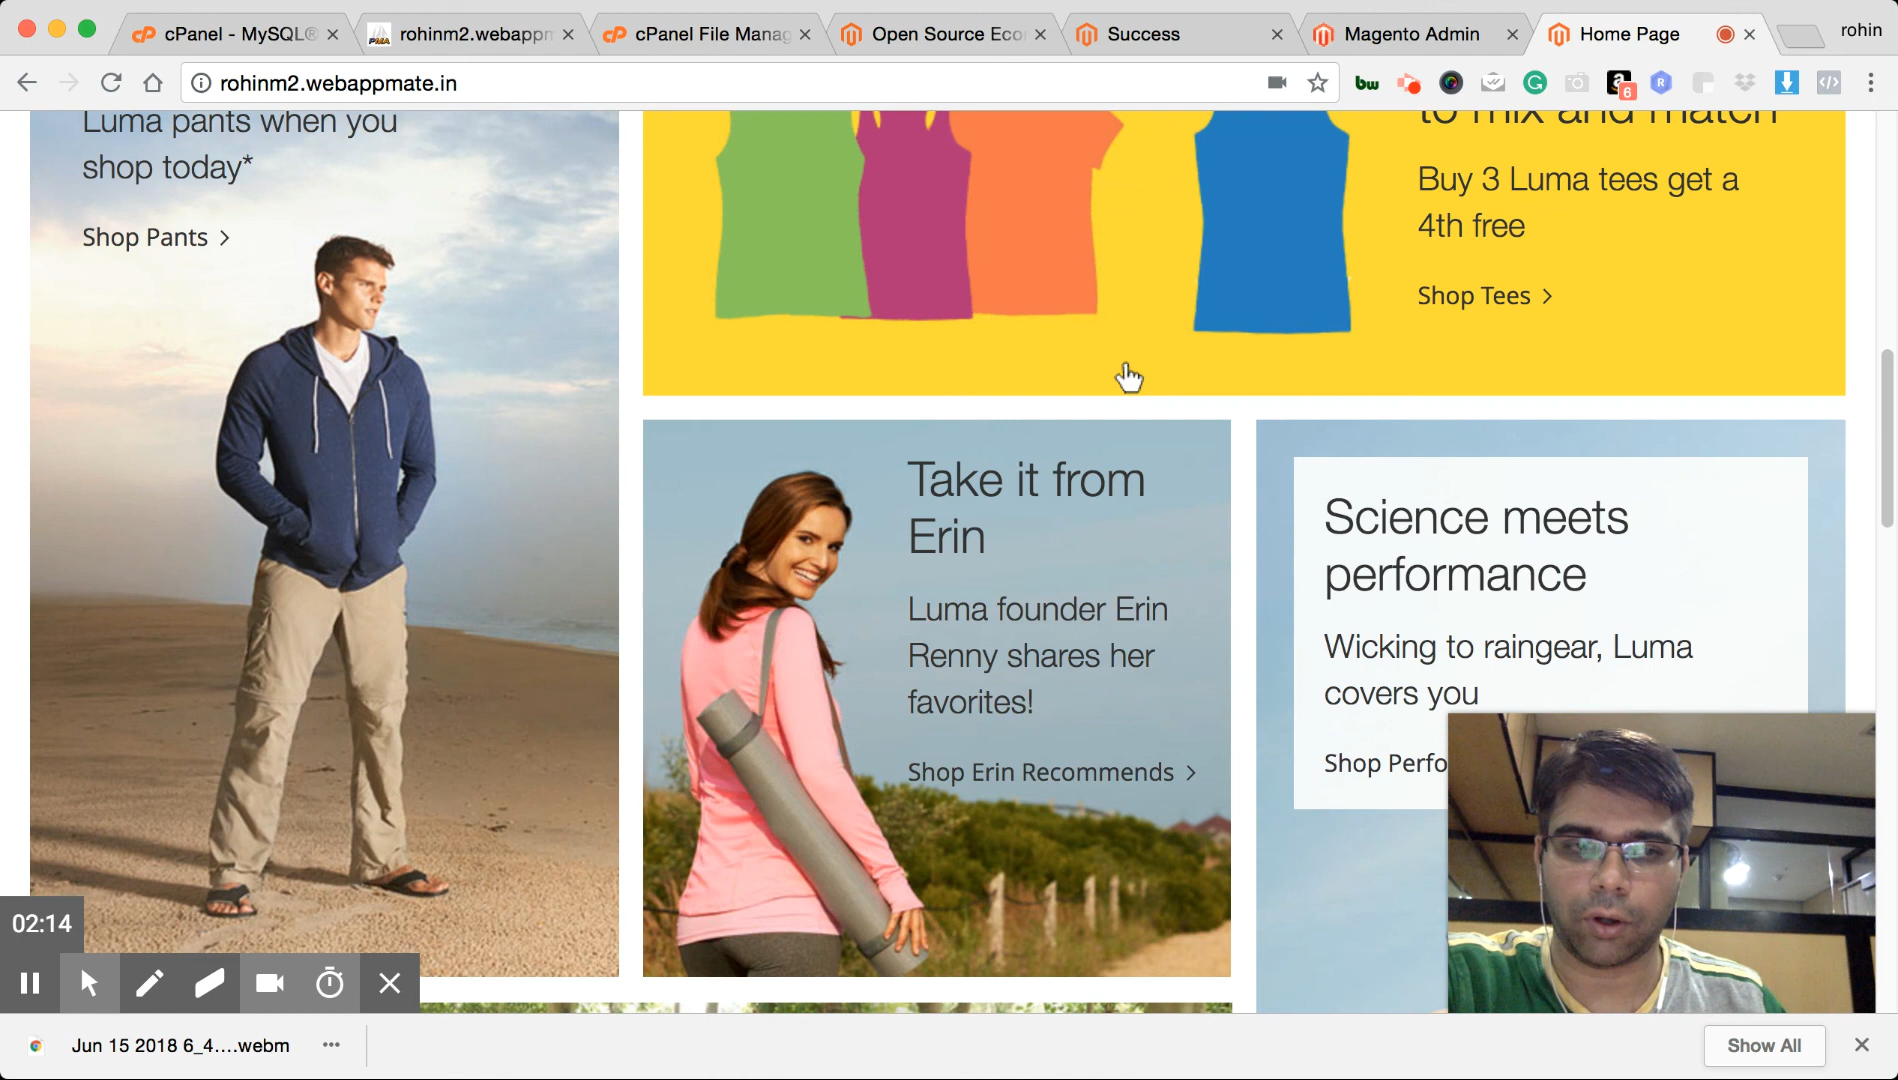 cPanel - MySQL®
rohinm2.webappm
cPanel File Manag
Open Source Eco
Success
Magento Admin
Home Page
rohin
rohinm2.webappmate.in
bw
6
R
Luma pants when you
shop today*
Shop Pants >
to mix and match
Buy 3 Luma tees get a
4th free
Shop Tees >
Take it from
Erin
Luma founder Erin
Renny shares her
favorites!
Shop Erin Recommends >
Science meets
performance
Wicking to raingear, Luma
covers you
Shop Perfo
02:14
Jun 15 2018 6_4....webm
Show All